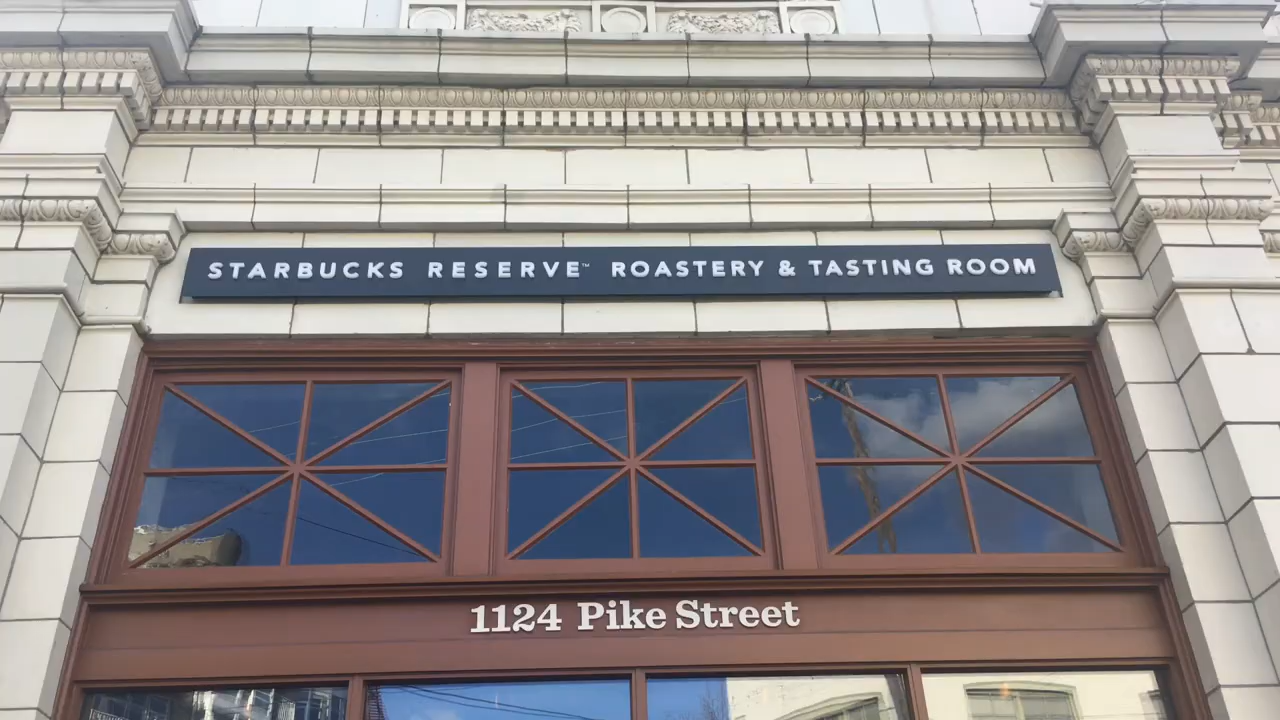 STARBUCKS RESERVE™ ROASTERY & TASTING ROOM
1124 Pike Street